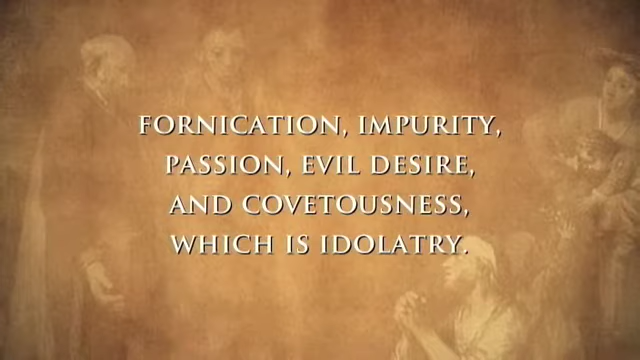 FORNICATION, IMPURITY,
PASSION, EVIL DESIRE,
AND COVETOUSNESS,
WHICH IS IDOLATRY.